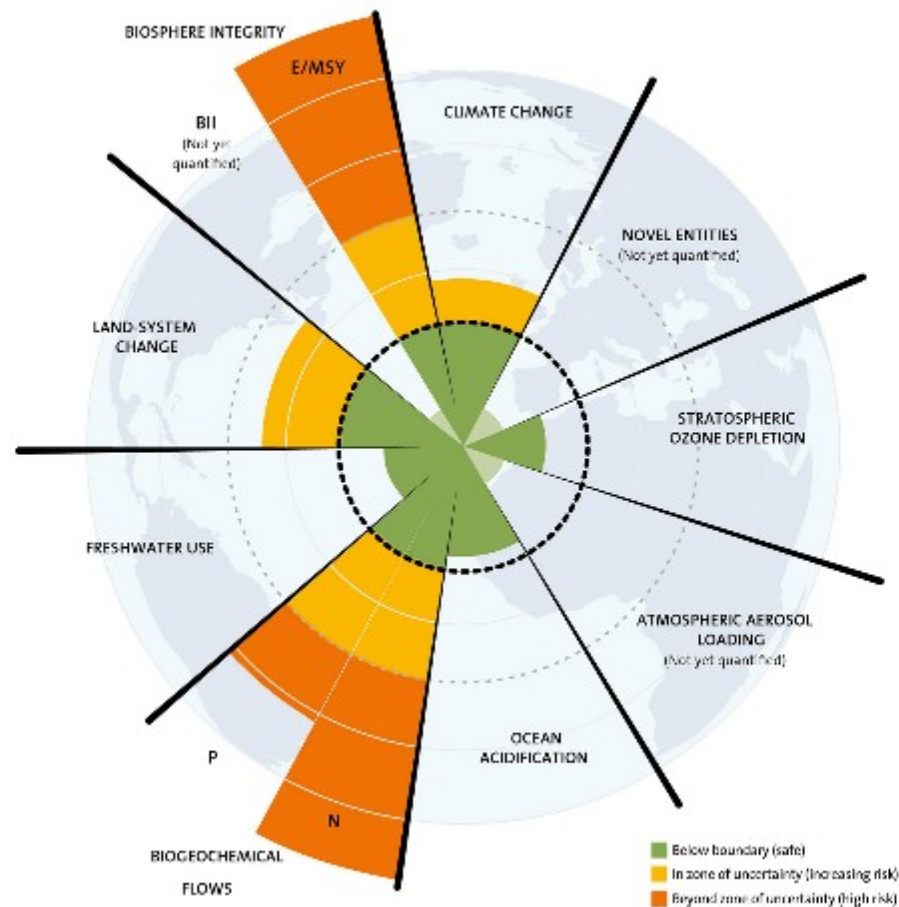 BIOSPHERE INTEGRITY
E/MSY
CLIMATE CHANGE
BII
(Not yet
quantified)
NOVEL ENTITIES
(Not yet quantified)
LAND-SYSTEM
CHANGE
STRATOSPHERIC
OZONE DEPLETION
FRESHWATER USE
ATMOSPHERIC AEROSOL
LOADING
(Not yet quantified)
OCEAN
ACIDIFICATION
P
N
BIOGEOCHEMICAL
FLOWS
Below boundary (safe)
In zone of uncertainty (increasing risk)
Beyond zone of uncertainty (high risk)